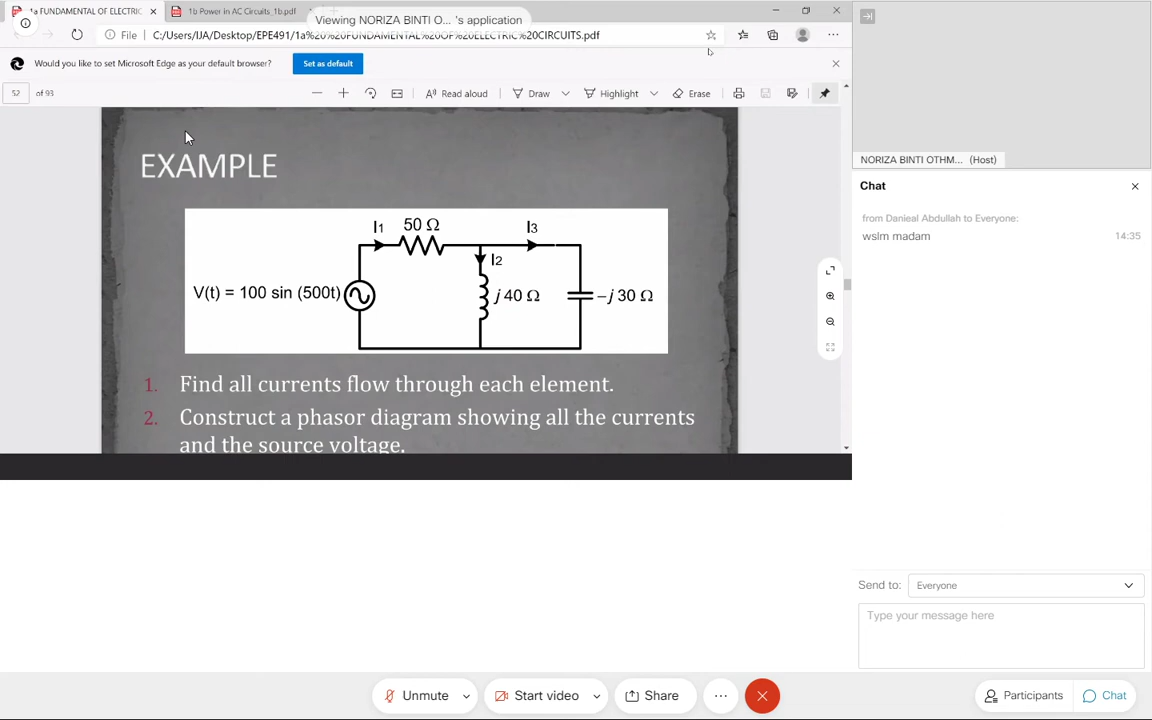 1a FUNDAMENTAL OF ELECTRIC
1b Power in AC Circuits_1b.pdf
Viewing NORIZA BINTI O... 's application
File
C:/Users/IJA/Desktop/EPE491/1a%20%20FUNDAMENTAL%20OF%20ELECTRIC%20CIRCUITS.pdf
Would you like to set Microsoft Edge as your default browser?
Set as default
52 of 93
Read aloud
Draw
Highlight
Erase
EXAMPLE
I1 50 Ω I3
I2
V(t) = 100 sin (500t)
j 40 Ω
–j 30 Ω
1. Find all currents flow through each element.
2. Construct a phasor diagram showing all the currents
and the source voltage.
NORIZA BINTI OTHM... (Host)
Chat
from Danieal Abdullah to Everyone:
wslm madam 14:35
Send to: Everyone
Type your message here
Unmute
Start video
Share
Participants
Chat